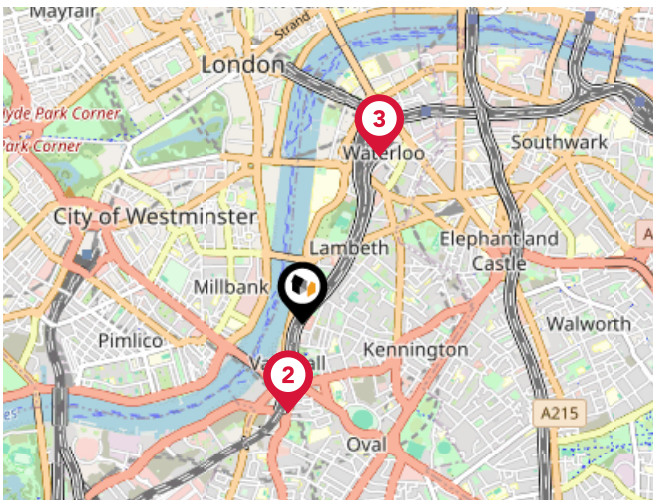 Mayfair
Strand
London
Hyde Park Corner
Park Corner
3
Waterloo
Southwark
City of Westminster
Lambeth
Elephant and
Castle
A
Millbank
Pimlico
Walworth
Kennington
2
A215
Oval